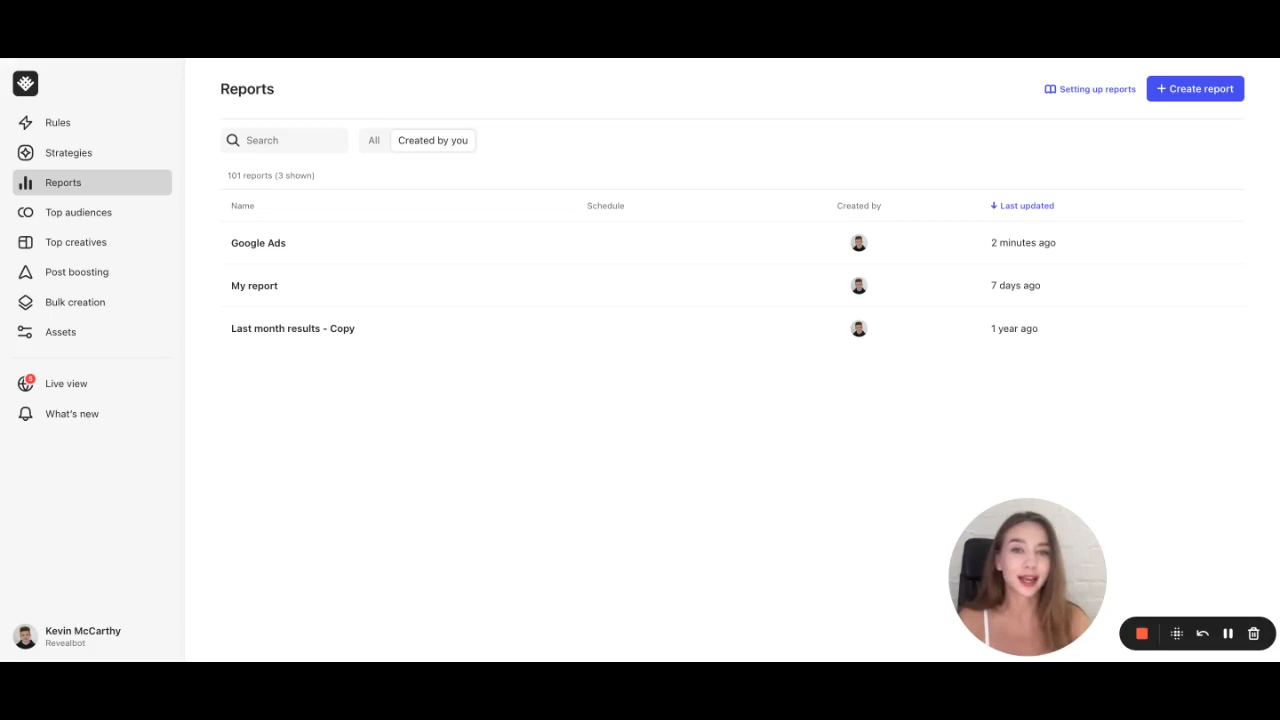 Rules
Strategies
Reports
Top audiences
Top creatives
Post boosting
Bulk creation
Assets
5
Live view
What's new
Kevin McCarthy
Revealbot
Reports
Setting up reports
+ Create report
Search
All
Created by you
101 reports (3 shown)
Name Schedule Created by ↓ Last updated
Google Ads 2 minutes ago
My report 7 days ago
Last month results - Copy 1 year ago